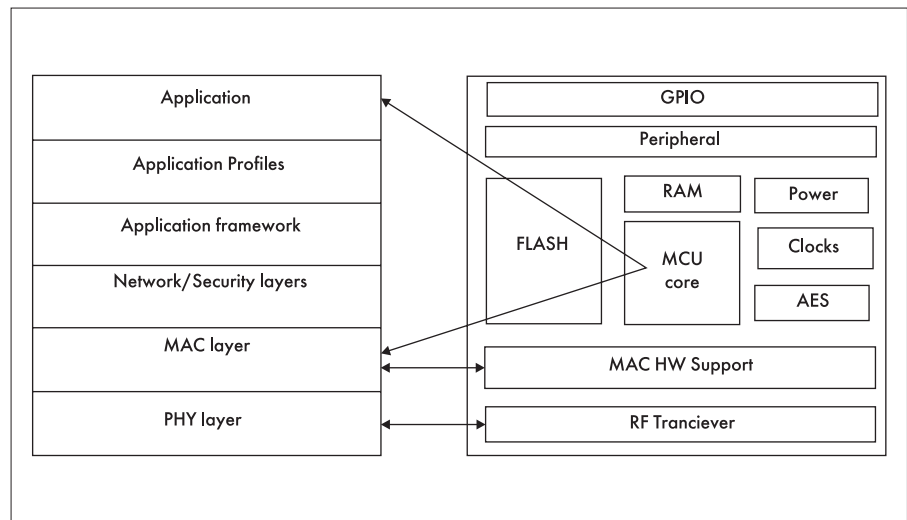 Application
Application Profiles
Application framework
Network/Security layers
MAC layer
PHY layer
GPIO
Peripheral
FLASH
RAM
MCU
core
Power
Clocks
AES
MAC HW Support
RF Tranciever